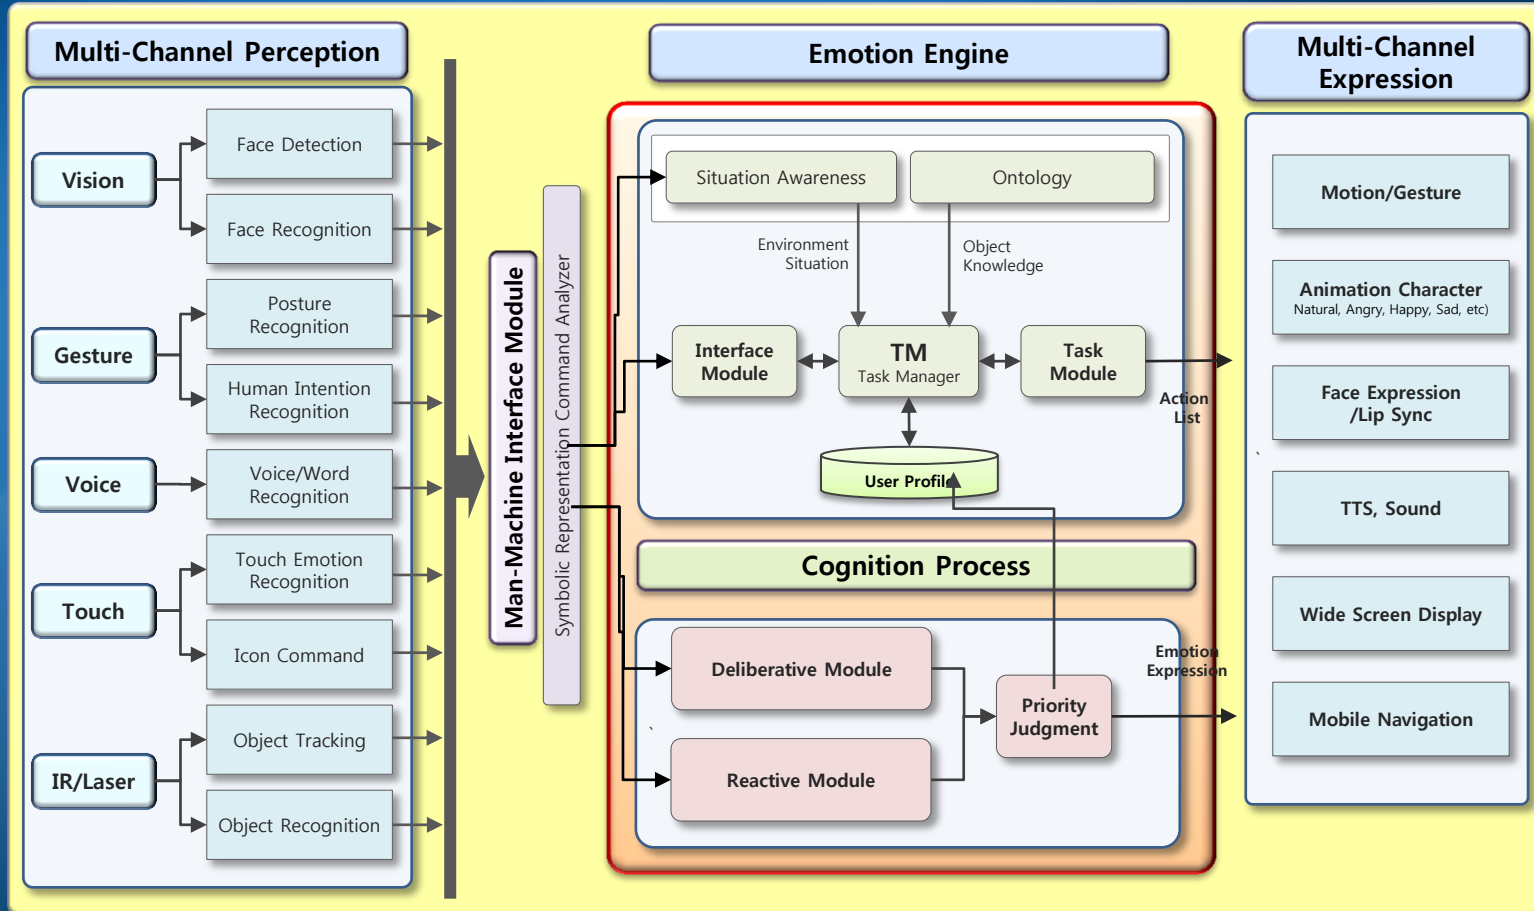 Multi-Channel Perception
Vision
Face Detection
Face Recognition
Gesture
Posture
Recognition
Human Intention
Recognition
Voice
Voice/Word
Recognition
Touch
Touch Emotion
Recognition
Icon Command
IR/Laser
Object Tracking
Object Recognition
Man-Machine Interface Module
Symbolic Representation Command Analyzer
Emotion Engine
Situation Awareness
Ontology
Environment
Situation
Object
Knowledge
Interface
Module
TM
Task Manager
Task
Module
User Profile
Action
List
Cognition Process
Deliberative Module
Reactive Module
Priority
Judgment
Emotion
Expression
Multi-Channel
Expression
Motion/Gesture
Animation Character
Natural, Angry, Happy, Sad, etc)
Face Expression
/Lip Sync
TTS, Sound
Wide Screen Display
Mobile Navigation